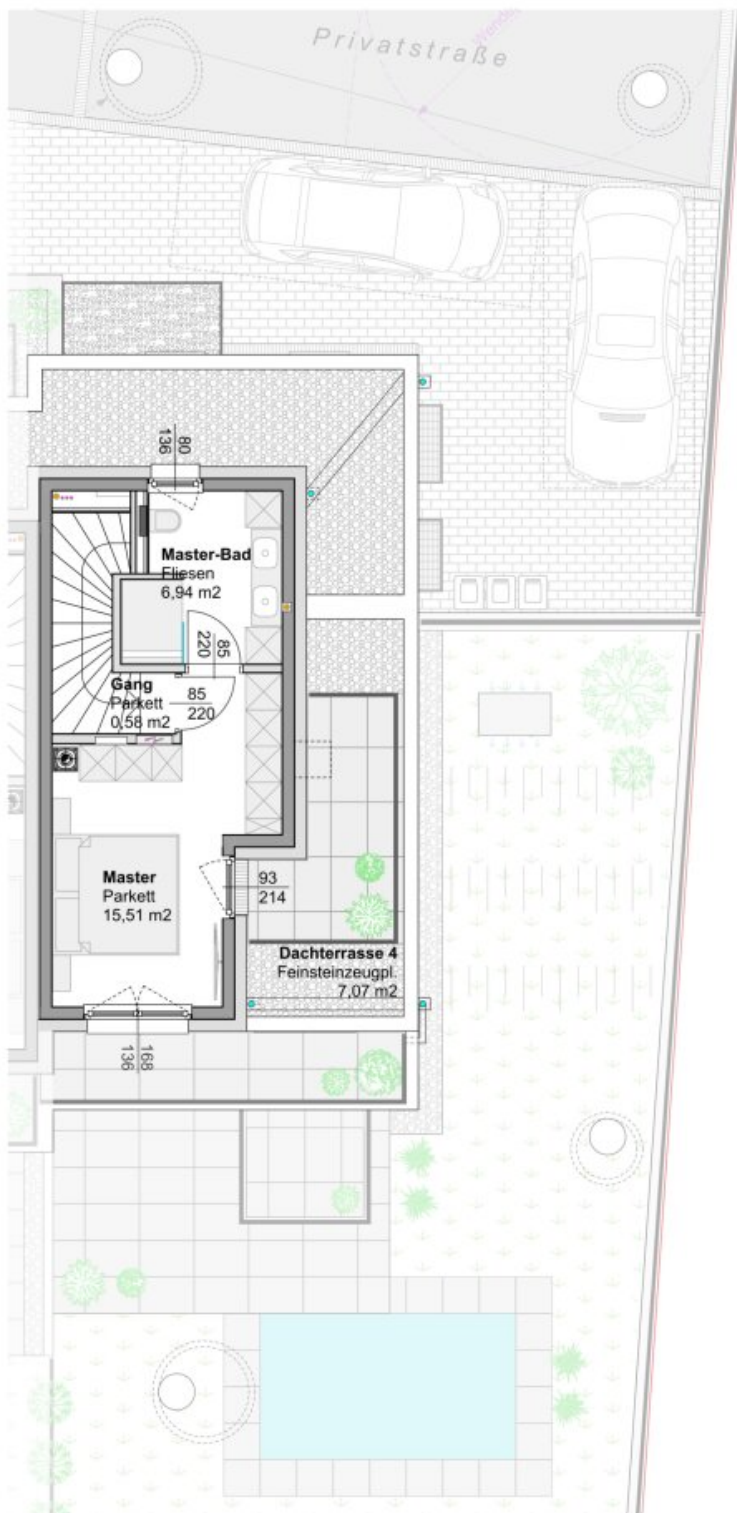 Privatstraße
80
136
Master-Bad
Fliesen
6,94 m2
85
220
Gang
Parkett
0,58 m2
85
220
Master
Parkett
15,51 m2
93
214
Dachterrasse 4
Feinsteinzeugpl.
7,07 m2
168
136